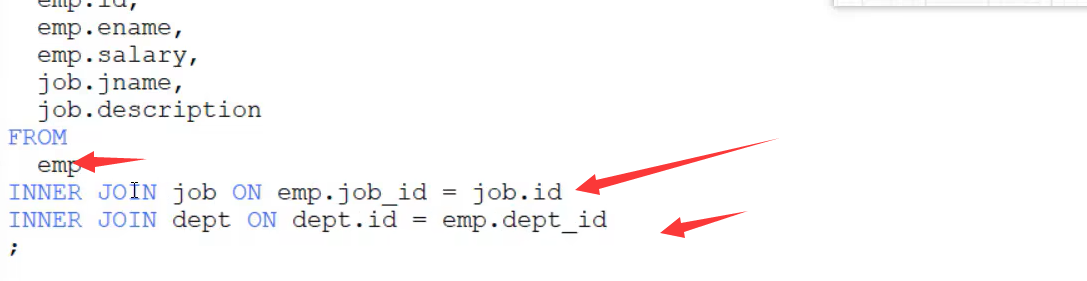 emp.id,
emp.ename,
emp.salary,
job.jname,
job.description
FROM
emp
INNER JOIN job ON emp.job_id = job.id
INNER JOIN dept ON dept.id = emp.dept_id
;